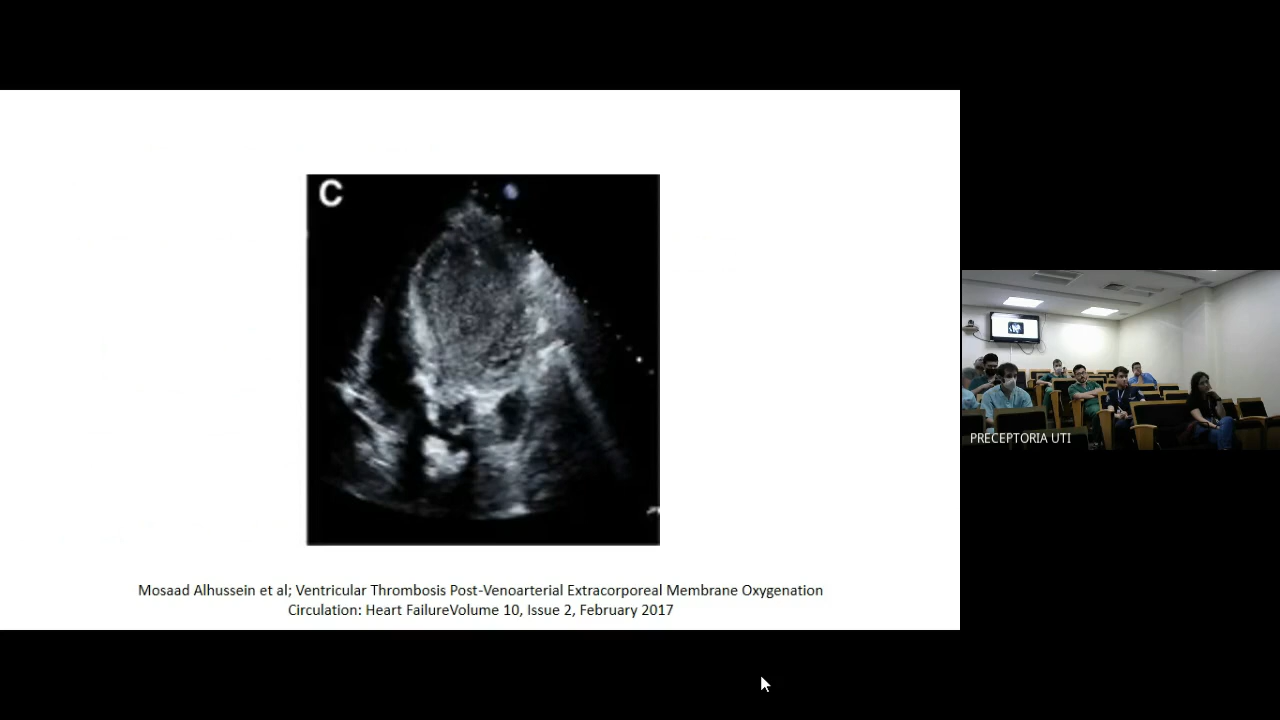 C
Mosaad Alhussein et al; Ventricular Thrombosis Post-Venoarterial Extracorporeal Membrane Oxygenation
Circulation: Heart FailureVolume 10, Issue 2, February 2017
PRECEPTORIA UTI